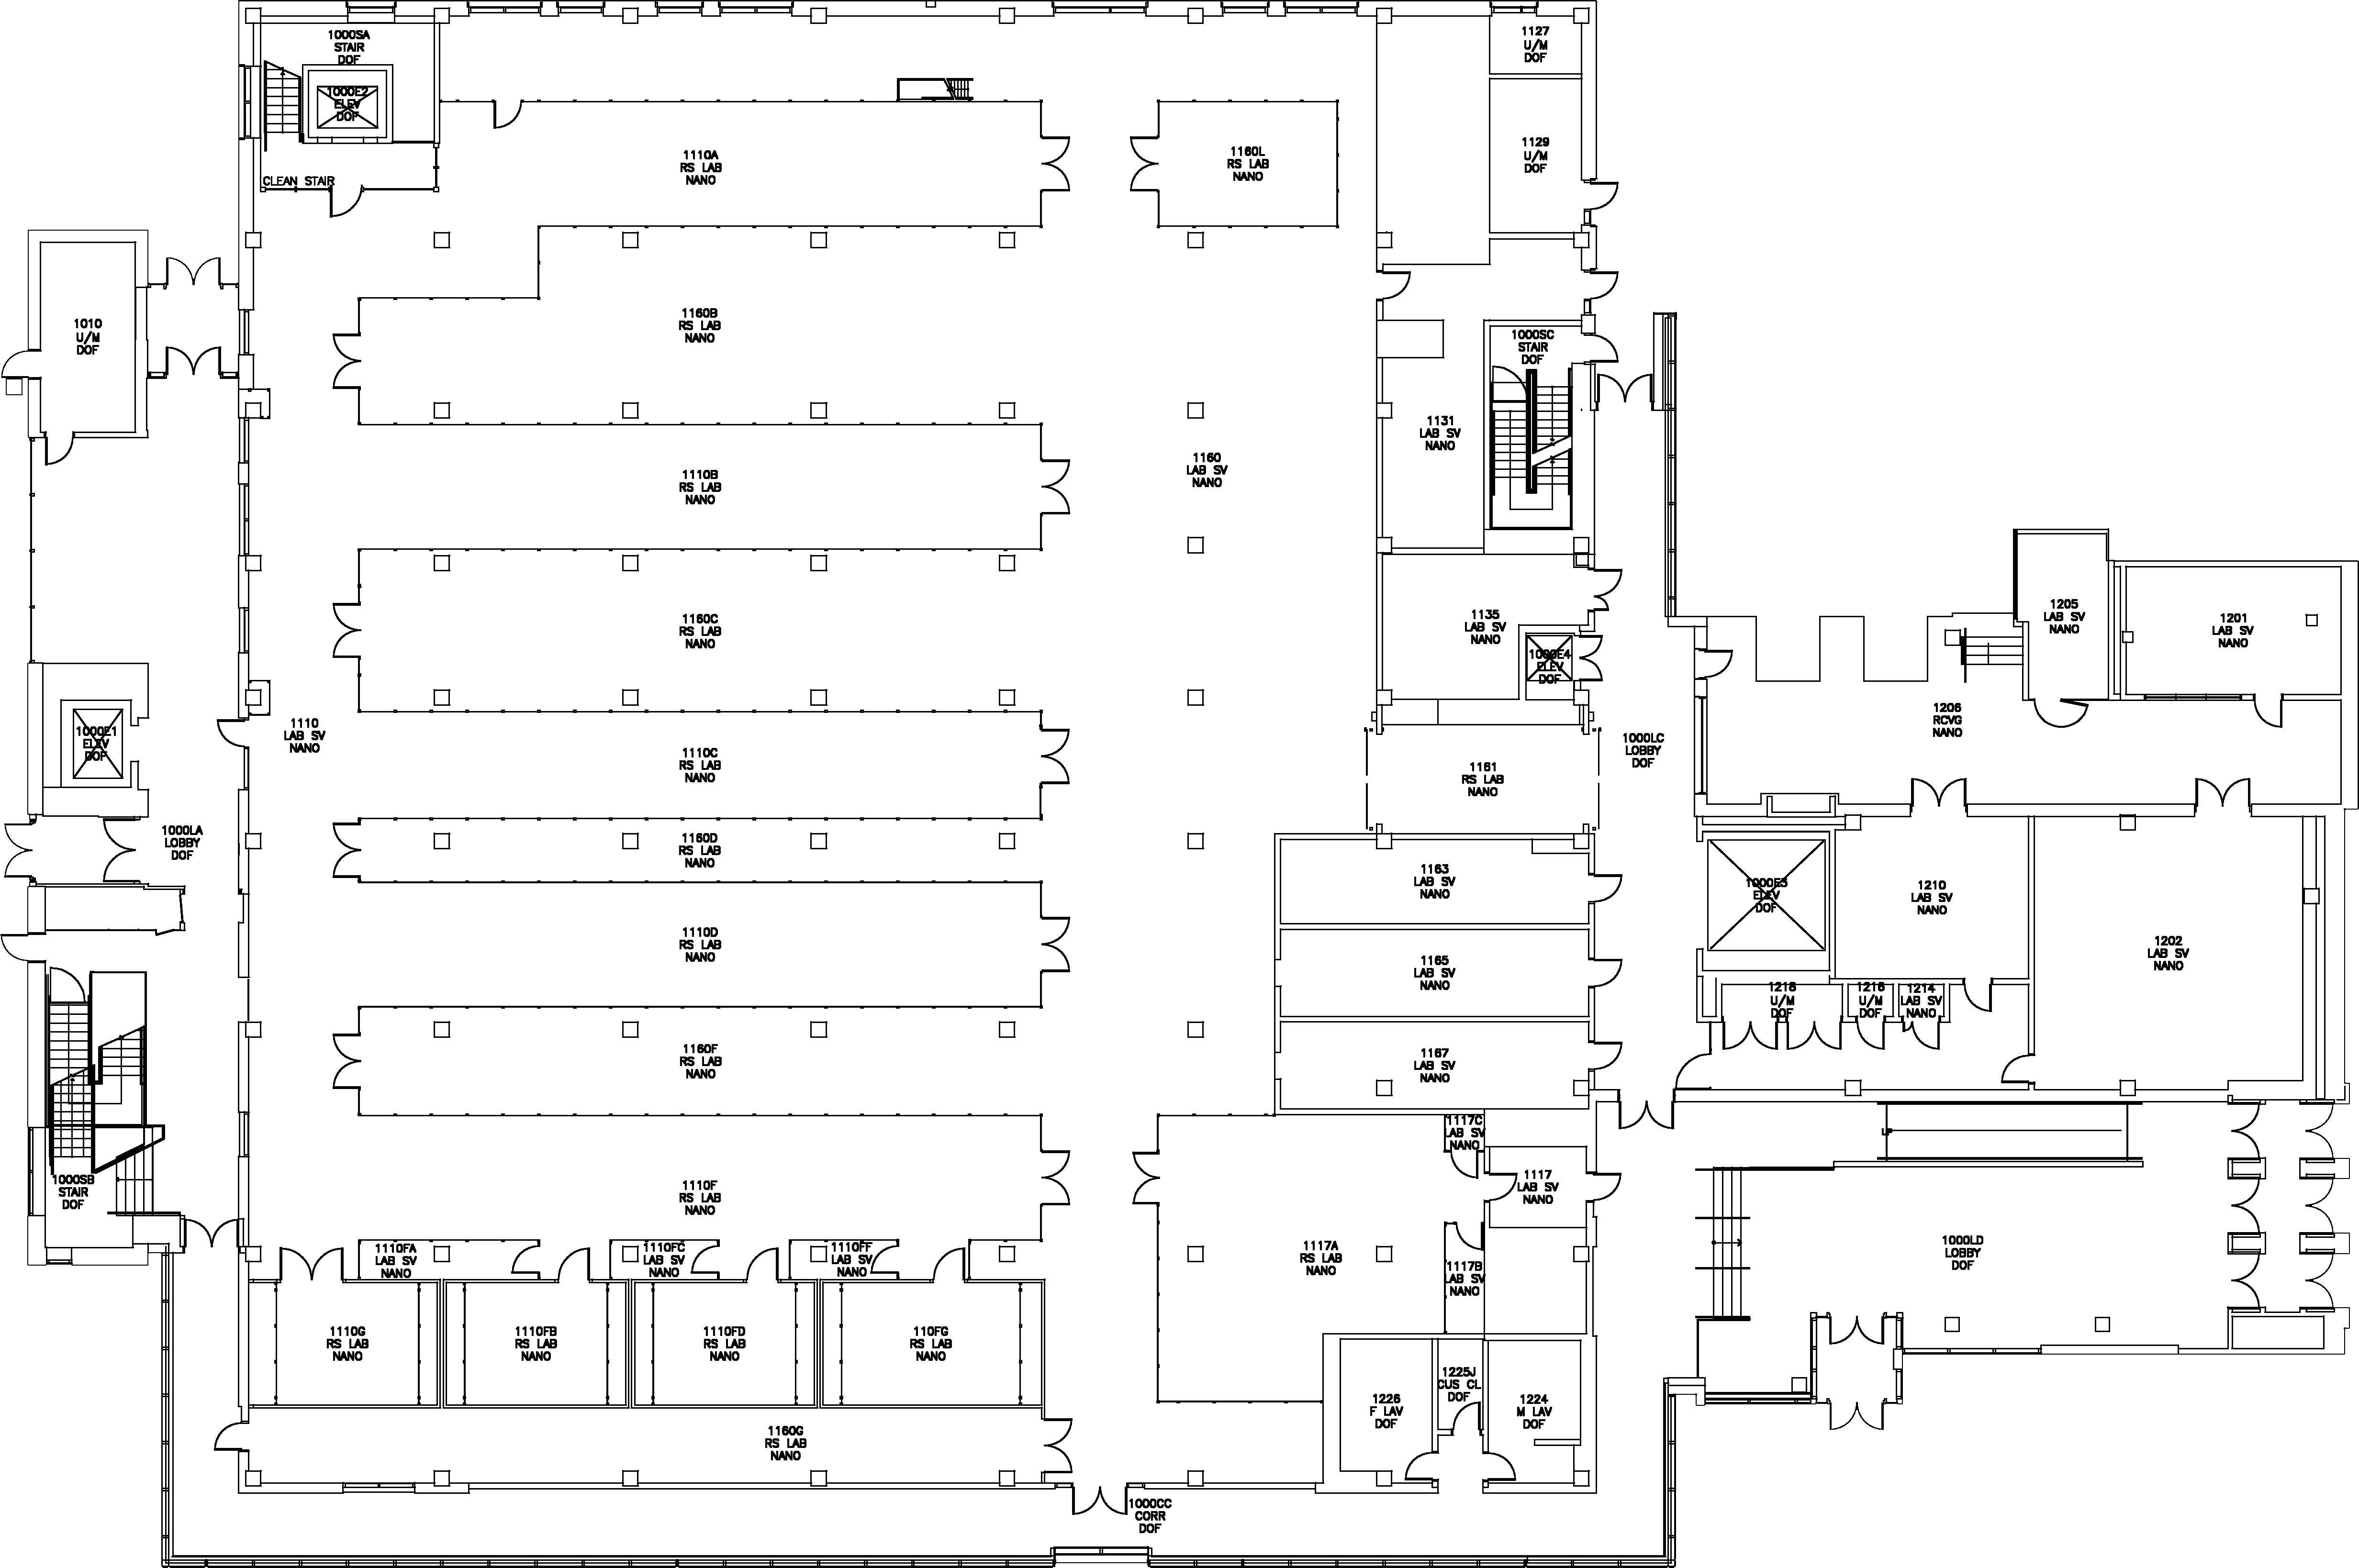 1000SA
STAIR
DOF
1000E2
ELEV
DOF
CLEAN STAIR
1110A
RS LAB
NANO
1160L
RS LAB
NANO
1127
U/M
DOF
1129
U/M
DOF
1010
U/M
DOF
1160B
RS LAB
NANO
1000SC
STAIR
DOF
1131
LAB SV
NANO
1110B
RS LAB
NANO
1160
LAB SV
NANO
1160C
RS LAB
NANO
1135
LAB SV
NANO
1000E4
ELEV
DOF
1205
LAB SV
NANO
1201
LAB SV
NANO
1206
RCVG
NANO
1000E1
ELEV
DOF
1110
LAB SV
NANO
1110C
RS LAB
NANO
1161
RS LAB
NANO
1000LC
LOBBY
DOF
1000LA
LOBBY
DOF
1160D
RS LAB
NANO
1163
LAB SV
NANO
1000E3
ELEV
DOF
1210
LAB SV
NANO
1110D
RS LAB
NANO
1165
LAB SV
NANO
1202
LAB SV
NANO
1218
U/M
DOF
1216
U/M
DOF
1214
LAB SV
NANO
1160F
RS LAB
NANO
1167
LAB SV
NANO
1117C
LAB SV
NANO
UP
1000SB
STAIR
DOF
1110F
RS LAB
NANO
1117
LAB SV
NANO
1110FA
LAB SV
NANO
1110FC
LAB SV
NANO
1110FF
LAB SV
NANO
1117A
RS LAB
NANO
1117B
LAB SV
NANO
1000LD
LOBBY
DOF
1110G
RS LAB
NANO
1110FB
RS LAB
NANO
1110FD
RS LAB
NANO
110FG
RS LAB
NANO
1226
F LAV
DOF
1225J
CUS CL
DOF
1224
M LAV
DOF
1160G
RS LAB
NANO
1000CC
CORR
DOF